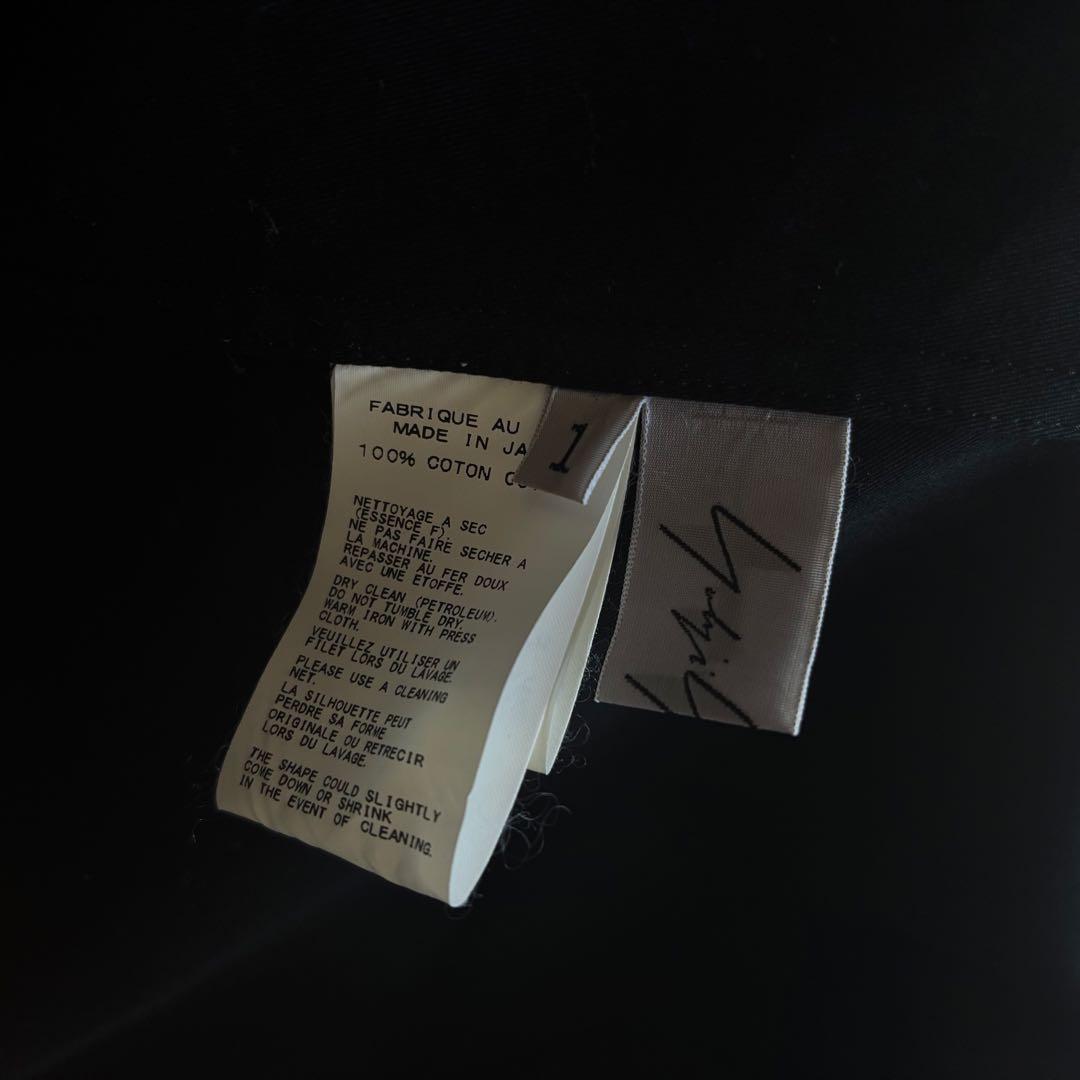 FABRIQUE AU
MADE IN JA
100% COTON
NETTOYAGE A SEC
(ESSENCE F).
NE PAS FAIRE SECHER A
LA MACHINE.
REPASSER AU FER DOUX
AVEC UNE ETOFFE.
DRY CLEAN (PETROLEUM).
DO NOT TUMBLE DRY.
WARM IRON WITH PRESS
CLOTH.
VEUILLEZ UTILISER UN
FILET LORS DU LAVAGE.
PLEASE USE A CLEANING
NET.
LA SILHOUETTE PEUT
PERDRE SA FORME
ORIGINALE OU RETRECIR
LORS DU LAVAGE.
THE SHAPE COULD SLIGHTLY
COME DOWN OR SHRINK
IN THE EVENT OF CLEANING.
1
Yohji